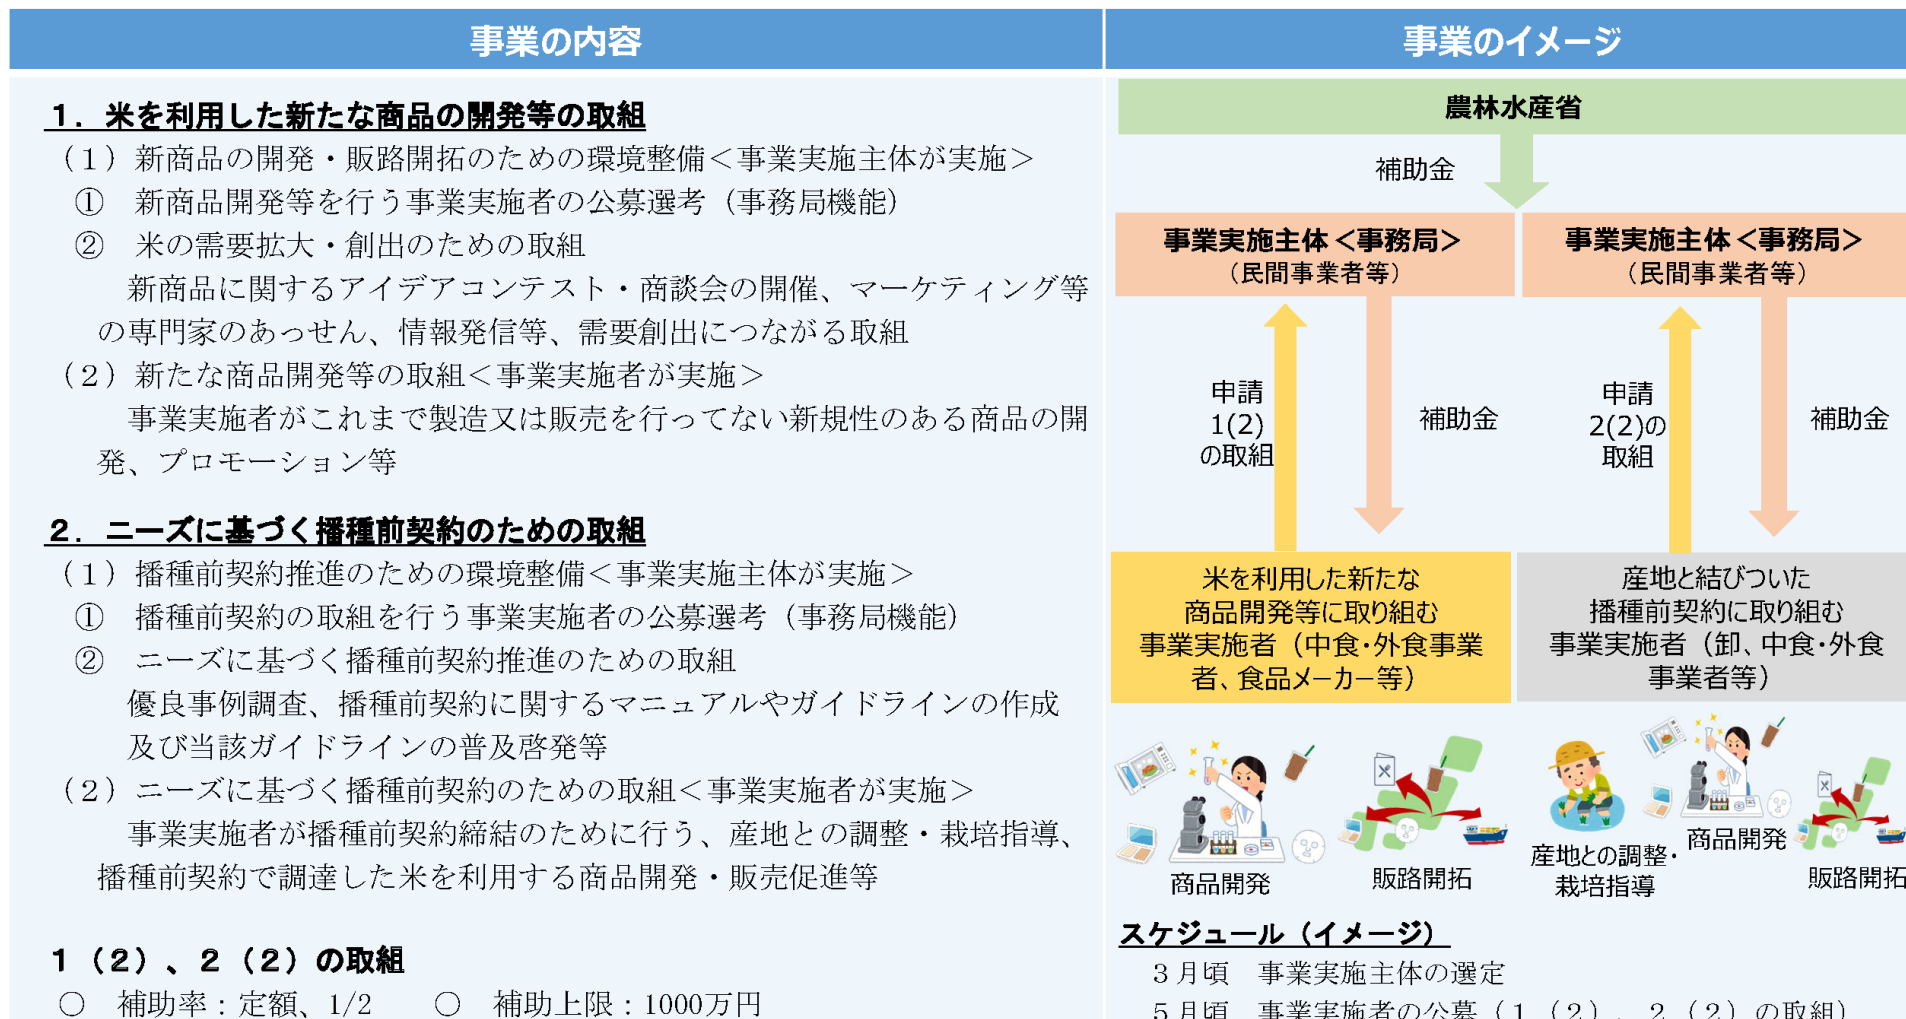 事業の内容
１．米を利用した新たな商品の開発等の取組
（１）新商品の開発・販路開拓のための環境整備＜事業実施主体が実施＞
①　新商品開発等を行う事業実施者の公募選考（事務局機能）
②　米の需要拡大・創出のための取組
新商品に関するアイデアコンテスト・商談会の開催、マーケティング等
の専門家のあっせん、情報発信等、需要創出につながる取組
（２）新たな商品開発等の取組＜事業実施者が実施＞
事業実施者がこれまで製造又は販売を行ってない新規性のある商品の開
発、プロモーション等
２．ニーズに基づく播種前契約のための取組
（１）播種前契約推進のための環境整備＜事業実施主体が実施＞
①　播種前契約の取組を行う事業実施者の公募選考（事務局機能）
②　ニーズに基づく播種前契約推進のための取組
優良事例調査、播種前契約に関するマニュアルやガイドラインの作成
及び当該ガイドラインの普及啓発等
（２）ニーズに基づく播種前契約のための取組＜事業実施者が実施＞
事業実施者が播種前契約締結のために行う、産地との調整・栽培指導、
播種前契約で調達した米を利用する商品開発・販売促進等
１（２）、２（２）の取組
○　補助率：定額、1/2　　○　補助上限：1000万円
事業のイメージ
農林水産省
補助金
事業実施主体＜事務局＞
（民間事業者等）
事業実施主体＜事務局＞
（民間事業者等）
申請
1(2)
の取組
補助金
申請
2(2)の
取組
補助金
米を利用した新たな
商品開発等に取り組む
事業実施者（中食・外食事業
者、食品メーカー等）
産地と結びついた
播種前契約に取り組む
事業実施者（卸、中食・外食
事業者等）
商品開発
販路開拓
産地との調整・
栽培指導
商品開発
販路開拓
スケジュール（イメージ）
３月頃　事業実施主体の選定
５月頃　事業実施者の公募（１（２）、２（２）の取組）